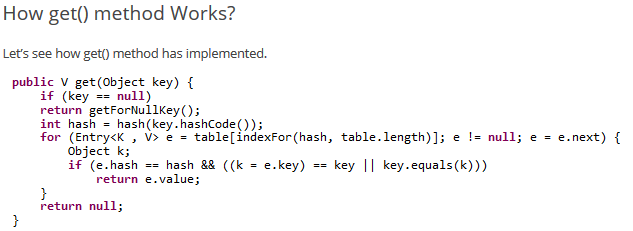 How get() method Works?
Let's see how get() method has implemented.
public V get(Object key) {
if (key == null)
return getForNullKey();
int hash = hash(key.hashCode());
for (Entry<K , V> e = table[indexFor(hash, table.length)]; e != null; e = e.next) {
Object k;
if (e.hash == hash && ((k = e.key) == key || key.equals(k)))
return e.value;
}
return null;
}